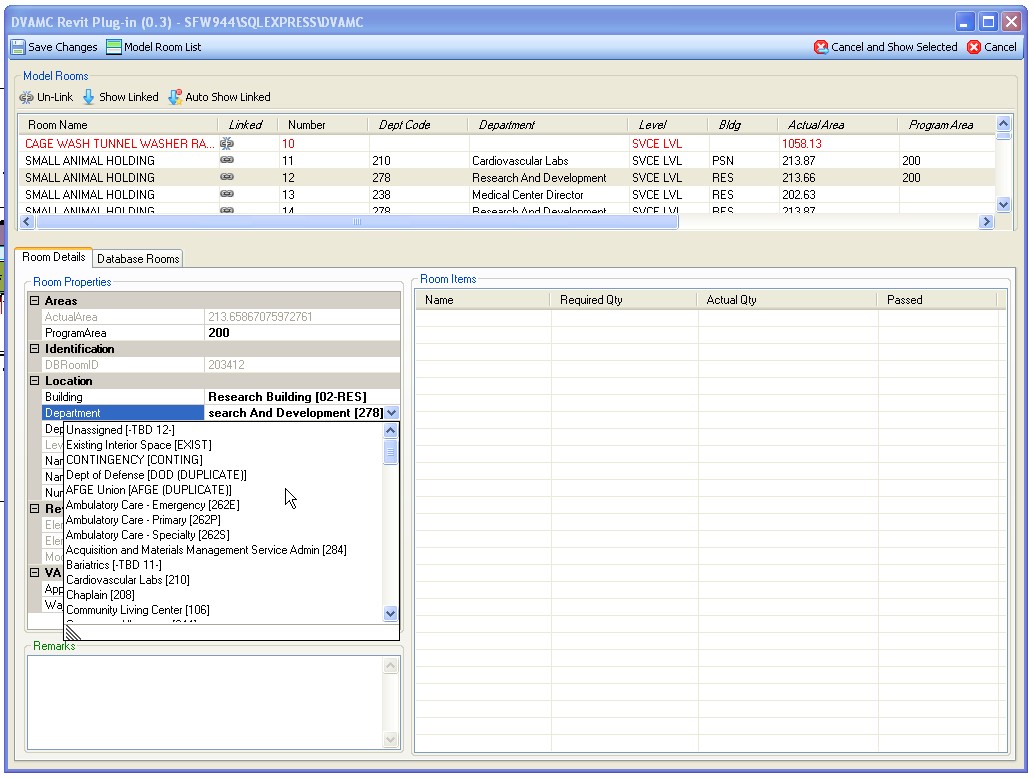 DVAMC Revit Plug-in (0.3) - SFW944\SQLEXPRESS\DVAMC
Save Changes Model Room List Cancel and Show Selected Cancel
Model Rooms
Un-Link Show Linked Auto Show Linked
Room Name Linked Number Dept Code Department Level Bldg Actual Area Program Area
CAGE WASH TUNNEL WASHER RA... 10 SVCE LVL 1058.13
SMALL ANIMAL HOLDING 11 210 Cardiovascular Labs SVCE LVL PSN 213.87 200
SMALL ANIMAL HOLDING 12 278 Research And Development SVCE LVL RES 213.66 200
SMALL ANIMAL HOLDING 13 238 Medical Center Director SVCE LVL RES 202.63
SMALL ANIMAL HOLDING 14 278 Research And Development SVCE LVL RES 213.87
Room Details Database Rooms
Room Properties
Areas
ActualArea 213.65867075972761
ProgramArea 200
Identification
DBRoomID 203412
Location
Building Research Building [02-RES]
Department search And Development [278]
Dep
Lev
Nar
Nar
Nur
Re
Eler
Eler
Moc
VA
App
Wa
Unassigned [-TBD 12-]
Existing Interior Space [EXIST]
CONTINGENCY [CONTING]
Dept of Defense [DOD (DUPLICATE)]
AFGE Union [AFGE (DUPLICATE)]
Ambulatory Care - Emergency [262E]
Ambulatory Care - Primary [262P]
Ambulatory Care - Specialty [262S]
Acquisition and Materials Management Service Admin [284]
Bariatrics [-TBD 11-]
Cardiovascular Labs [210]
Chaplain [208]
Community Living Center [106]
Remarks
Room Items
Name Required Qty Actual Qty Passed